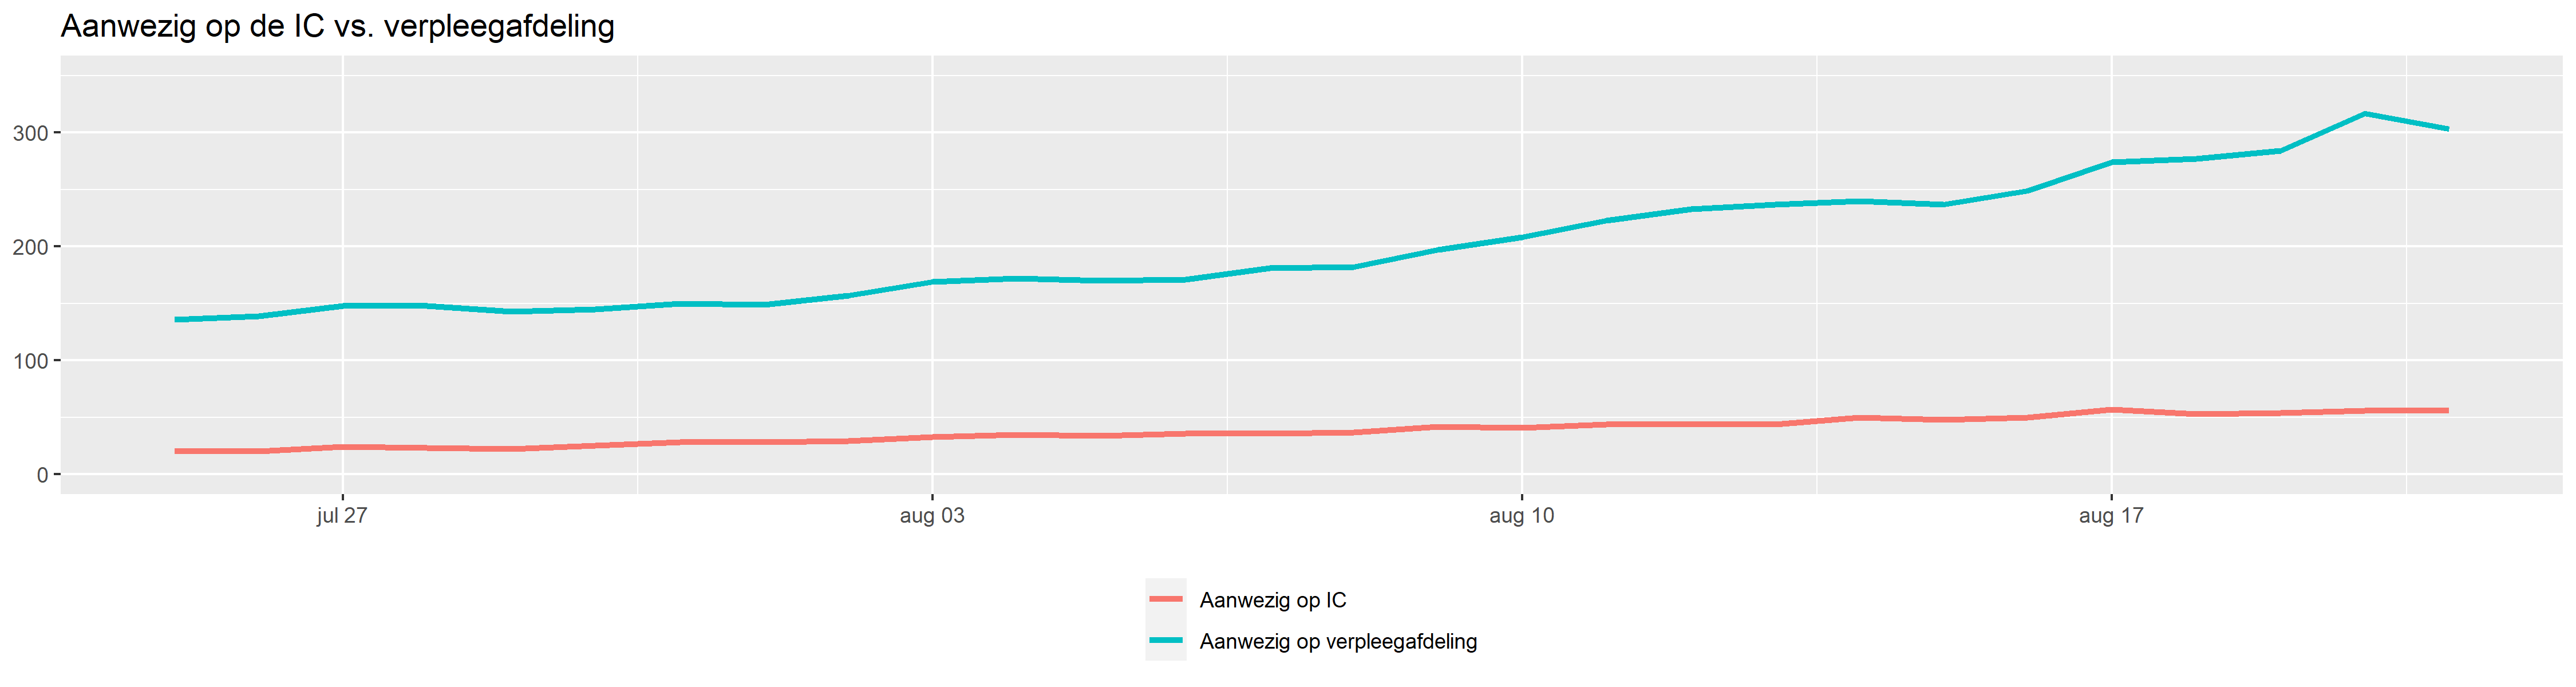 Aanwezig op de IC vs. verpleegafdeling
300
200
100
0
jul 27 aug 03 aug 10 aug 17
Aanwezig op IC
Aanwezig op verpleegafdeling